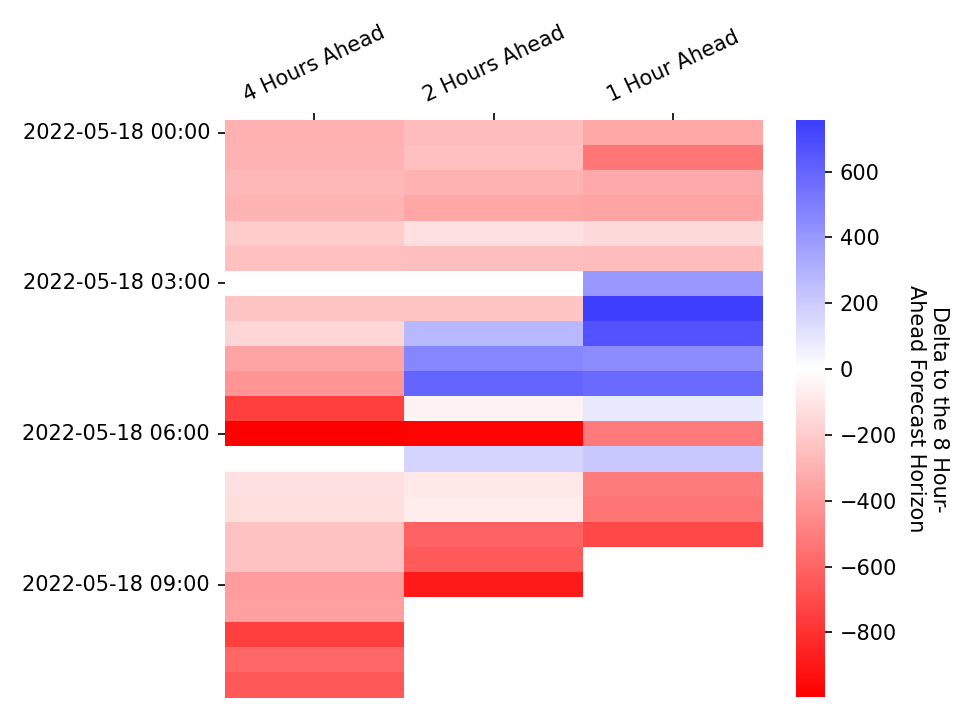 4 Hours Ahead
2 Hours Ahead
1 Hour Ahead
2022-05-18 00:00
2022-05-18 03:00
2022-05-18 06:00
2022-05-18 09:00
600
400
200
0
−200
−400
−600
−800
Delta to the 8 Hour-
Ahead Forecast Horizon